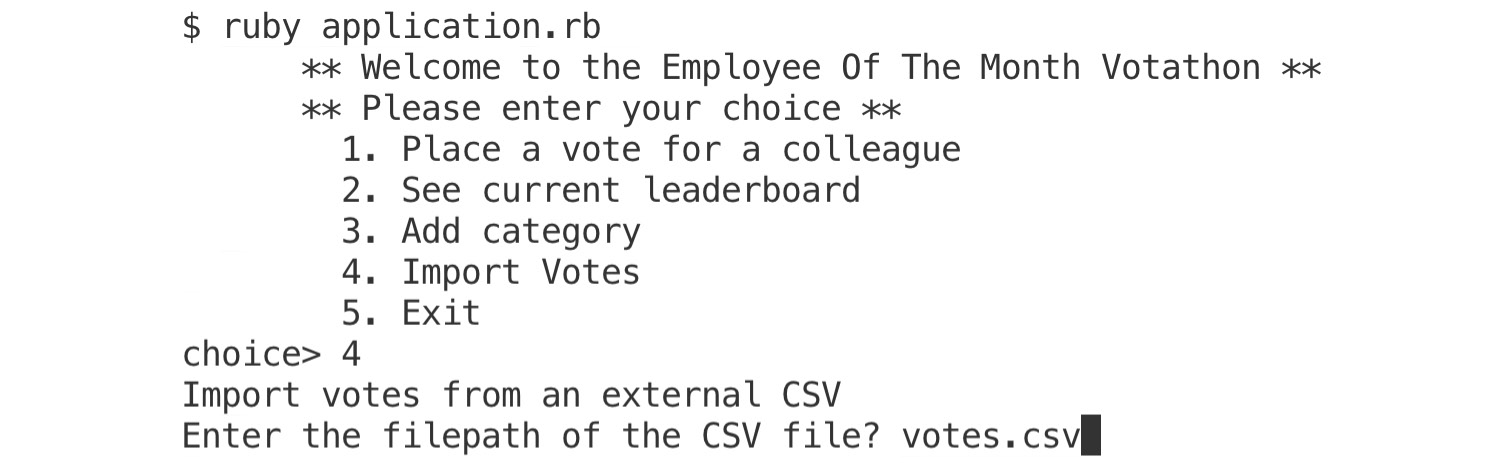 $ ruby application.rb
** Welcome to the Employee Of The Month Votathon **
** Please enter your choice **
1. Place a vote for a colleague
2. See current leaderboard
3. Add category
4. Import Votes
5. Exit
choice> 4
Import votes from an external CSV
Enter the filepath of the CSV file? votes.csv